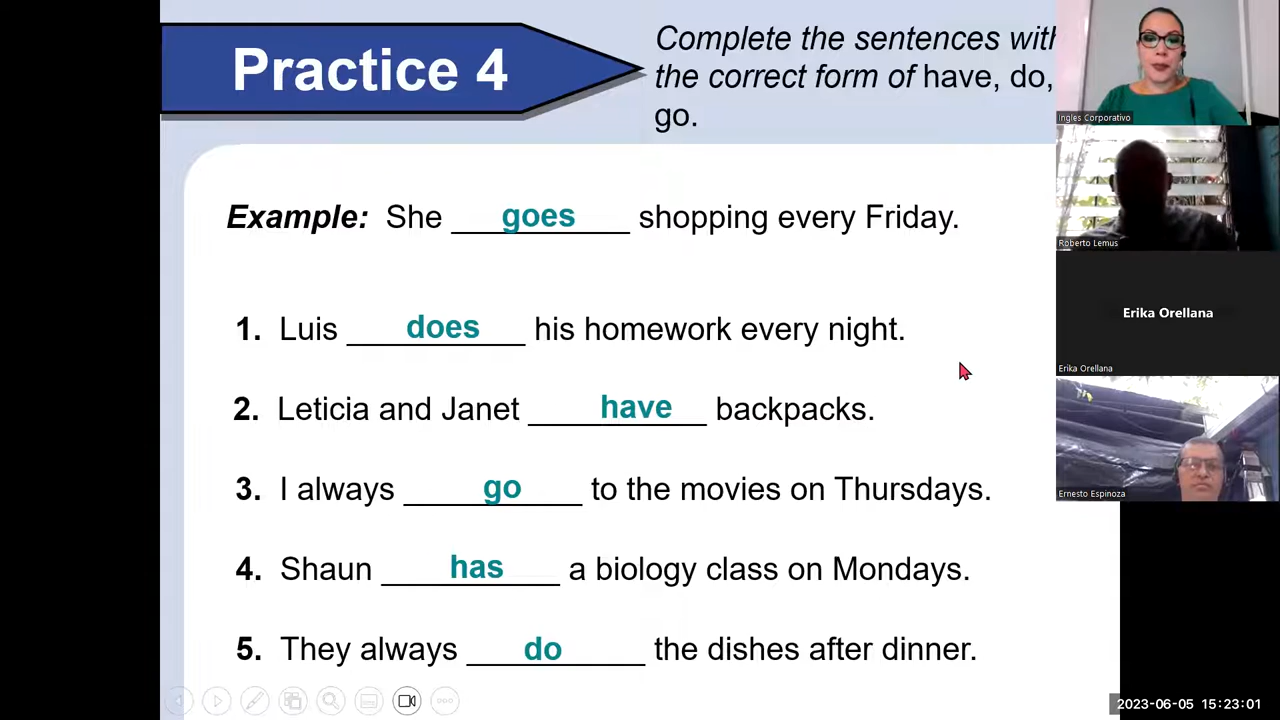 Practice 4
Complete the sentences with
the correct form of have, do,
go.
Example: She goes shopping every Friday.
1. Luis does his homework every night.
2. Leticia and Janet have backpacks.
3. I always go to the movies on Thursdays.
4. Shaun has a biology class on Mondays.
5. They always do the dishes after dinner.
Ingles Corporativo
Roberto Lemus
Erika Orellana
Erika Orellana
Ernesto Espinoza
2023-06-05 15:23:01